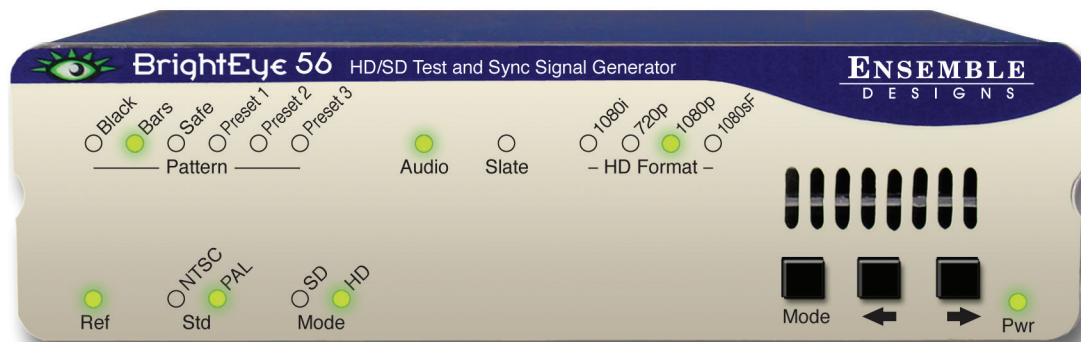 BrightEye 56 HD/SD Test and Sync Signal Generator
ENSEMBLE
DESIGNS
Black Bars Safe Preset 1 Preset 2 Preset 3
Pattern
Audio
Slate
1080i 720p 1080p 1080sF
HD Format
Ref
NTSC PAL
Std
SD HD
Mode
Mode
Pwr